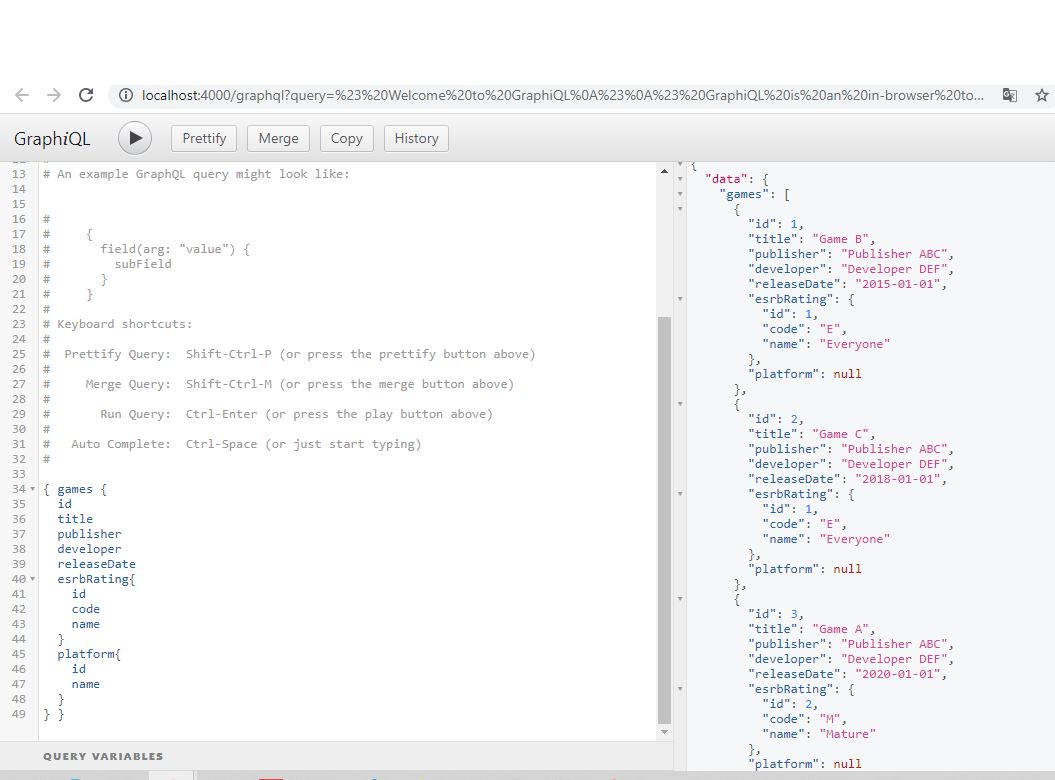 localhost:4000/graphql?query=%23%20Welcome%20to%20GraphiQL%0A%23%0A%23%20GraphiQL%20is%20an%20in-browser%20to...
GraphiQL
Prettify
Merge
Copy
History
13 # An example GraphQL query might look like:
14
15
16 #
17 #     {
18 #       field(arg: "value") {
19 #         subField
20 #       }
21 #     }
22 #
23 # Keyboard shortcuts:
24 #
25 #  Prettify Query:  Shift-Ctrl-P (or press the prettify button above)
26 #
27 #     Merge Query:  Shift-Ctrl-M (or press the merge button above)
28 #
29 #       Run Query:  Ctrl-Enter (or press the play button above)
30 #
31 #   Auto Complete:  Ctrl-Space (or just start typing)
32 #
33
34 { games {
35   id
36   title
37   publisher
38   developer
39   releaseDate
40   esrbRating{
41     id
42     code
43     name
44   }
45   platform{
46     id
47     name
48   }
49 } }
QUERY VARIABLES
{
  "data": {
    "games": [
      {
        "id": 1,
        "title": "Game B",
        "publisher": "Publisher ABC",
        "developer": "Developer DEF",
        "releaseDate": "2015-01-01",
        "esrbRating": {
          "id": 1,
          "code": "E",
          "name": "Everyone"
        },
        "platform": null
      },
      {
        "id": 2,
        "title": "Game C",
        "publisher": "Publisher ABC",
        "developer": "Developer DEF",
        "releaseDate": "2018-01-01",
        "esrbRating": {
          "id": 1,
          "code": "E",
          "name": "Everyone"
        },
        "platform": null
      },
      {
        "id": 3,
        "title": "Game A",
        "publisher": "Publisher ABC",
        "developer": "Developer DEF",
        "releaseDate": "2020-01-01",
        "esrbRating": {
          "id": 2,
          "code": "M",
          "name": "Mature"
        },
        "platform": null